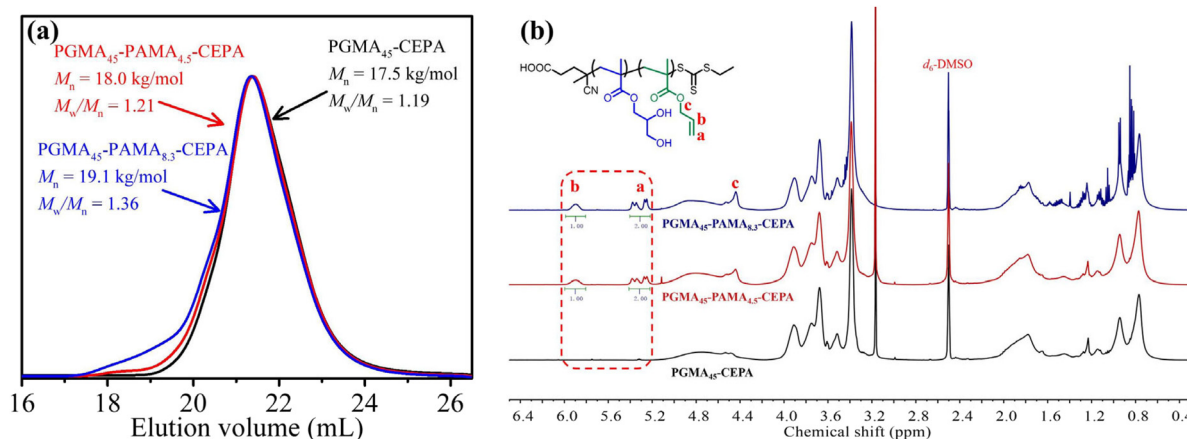 (a)
PGMA45-PAMA4.5-CEPA
Mn = 18.0 kg/mol
Mw/Mn = 1.21
PGMA45-CEPA
Mn = 17.5 kg/mol
Mw/Mn = 1.19
PGMA45-PAMA8.3-CEPA
Mn = 19.1 kg/mol
Mw/Mn = 1.36
16 18 20 22 24 26
Elution volume (mL)
(b)
HOOC
CN
O
O
O
O
S
S
S
OH
OH
c
b
a
d6-DMSO
b
a
c
1.00
2.00
PGMA45-PAMA8.3-CEPA
1.00
2.00
PGMA45-PAMA4.5-CEPA
PGMA45-CEPA
6.4 6.0 5.6 5.2 4.8 4.4 4.0 3.6 3.2 2.8 2.4 2.0 1.6 1.2 0.8
Chemical shift (ppm)